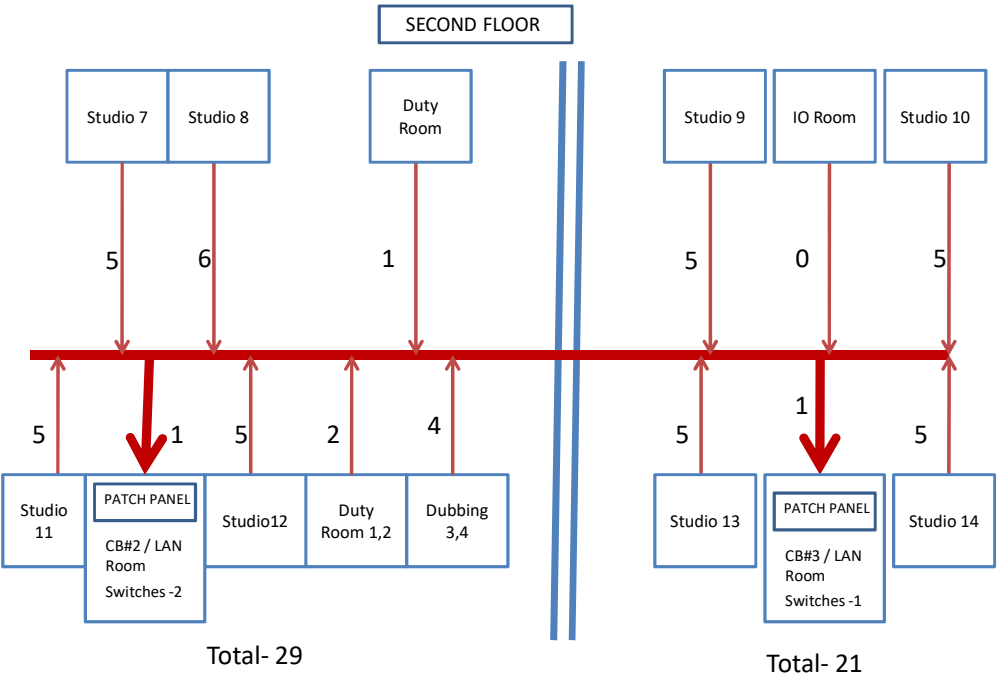 SECOND FLOOR
Studio 7
Studio 8
Duty
Room
Studio 9
IO Room
Studio 10
5
6
1
5
0
5
5
1
5
2
4
5
1
5
Studio
11
PATCH PANEL
CB#2 / LAN
Room
Switches -2
Studio12
Duty
Room 1,2
Dubbing
3,4
Studio 13
PATCH PANEL
CB#3 / LAN
Room
Switches -1
Studio 14
Total- 29
Total- 21